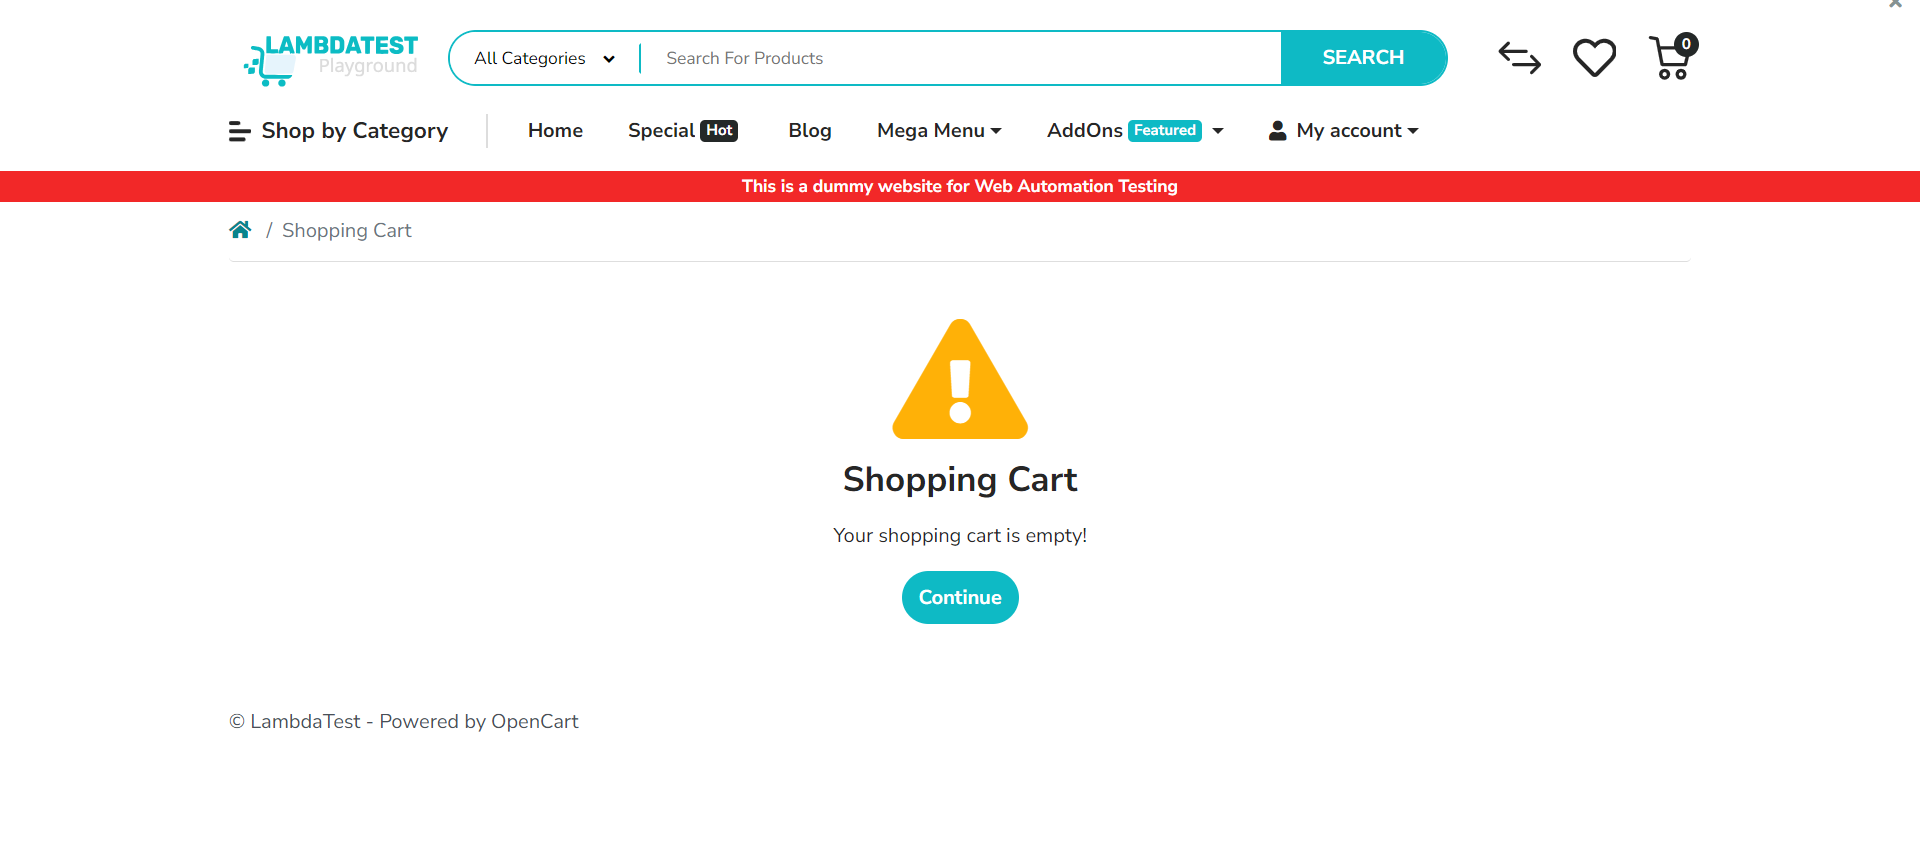 LAMBDATEST
Playground
All Categories
Search For Products
SEARCH
0
Shop by Category
Home
Special Hot
Blog
Mega Menu
AddOns Featured
My account
This is a dummy website for Web Automation Testing
/ Shopping Cart
Shopping Cart
Your shopping cart is empty!
Continue
© LambdaTest - Powered by OpenCart